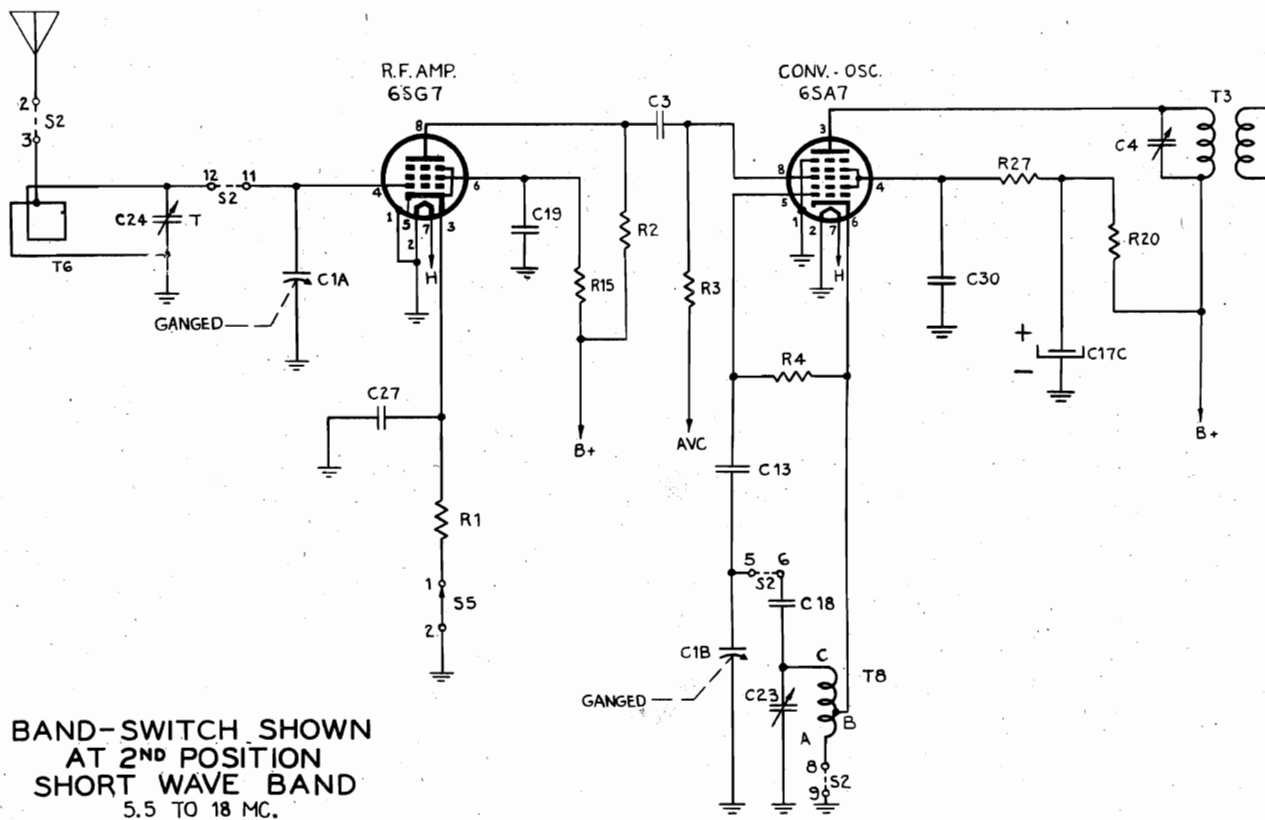 R.F. AMP.
6SG7
CONV.-OSC.
6SA7
2
S2
3
12
11
S2
C24
T
T6
C1A
GANGED
8
4
6
1
5
2
7
3
H
C19
R15
R2
C3
R3
B+
AVC
C27
R1
1
S5
2
3
8
5
4
1
2
7
6
H
R4
C13
5
6
S2
C18
C1B
GANGED
C23
C
T8
B
A
8
S2
9
C30
R27
C17C
+
-
R20
C4
T3
B+
BAND-SWITCH SHOWN
AT 2ND POSITION
SHORT WAVE BAND
5.5 TO 18 MC.